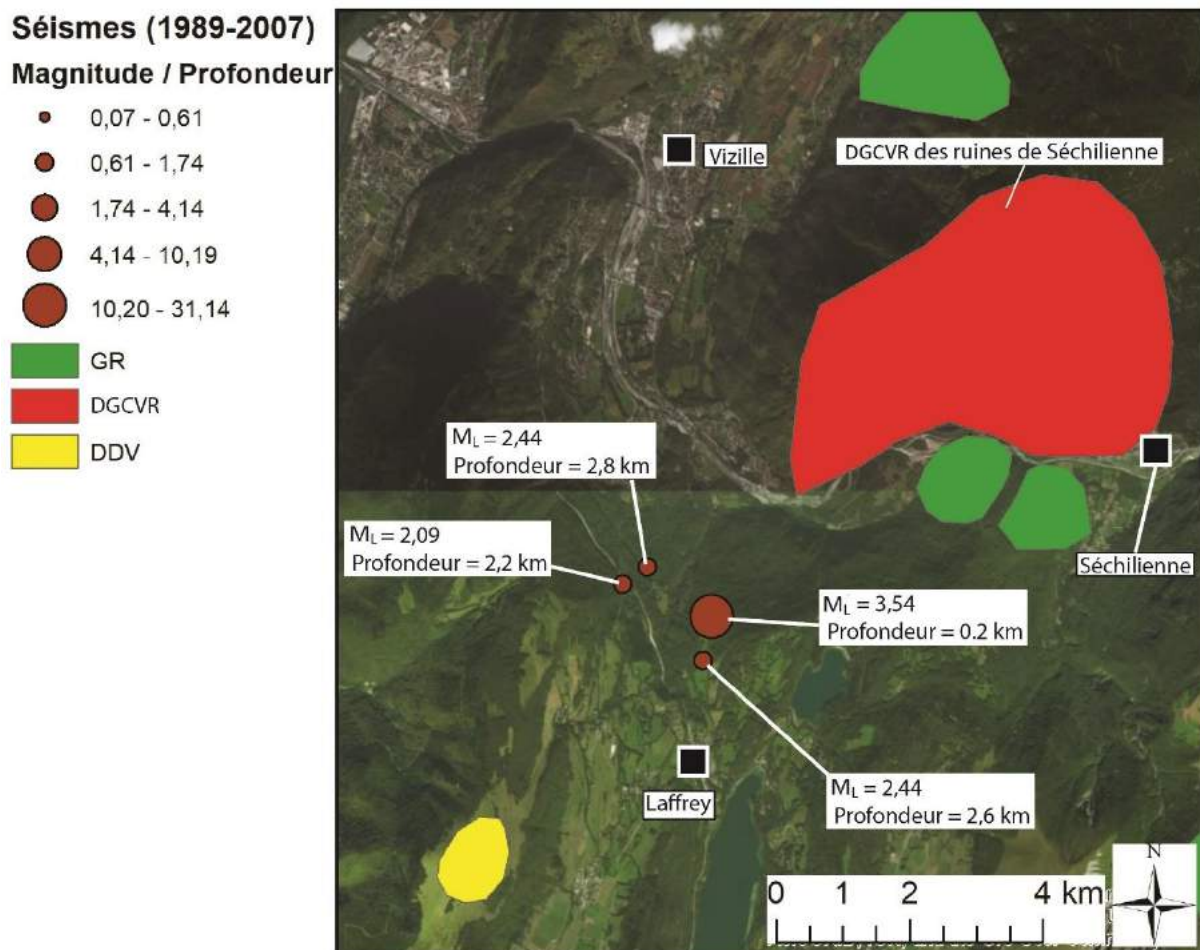 Séismes (1989-2007)
Magnitude / Profondeur
0,07 - 0,61
0,61 - 1,74
1,74 - 4,14
4,14 - 10,19
10,20 - 31,14
GR
DGCVR
DDV
Vizille
DGCVR des ruines de Séchilienne
ML = 2,44
Profondeur = 2,8 km
ML = 2,09
Profondeur = 2,2 km
Séchilienne
ML = 3,54
Profondeur = 0.2 km
ML = 2,44
Profondeur = 2,6 km
Laffrey
0 1 2 4 km
N